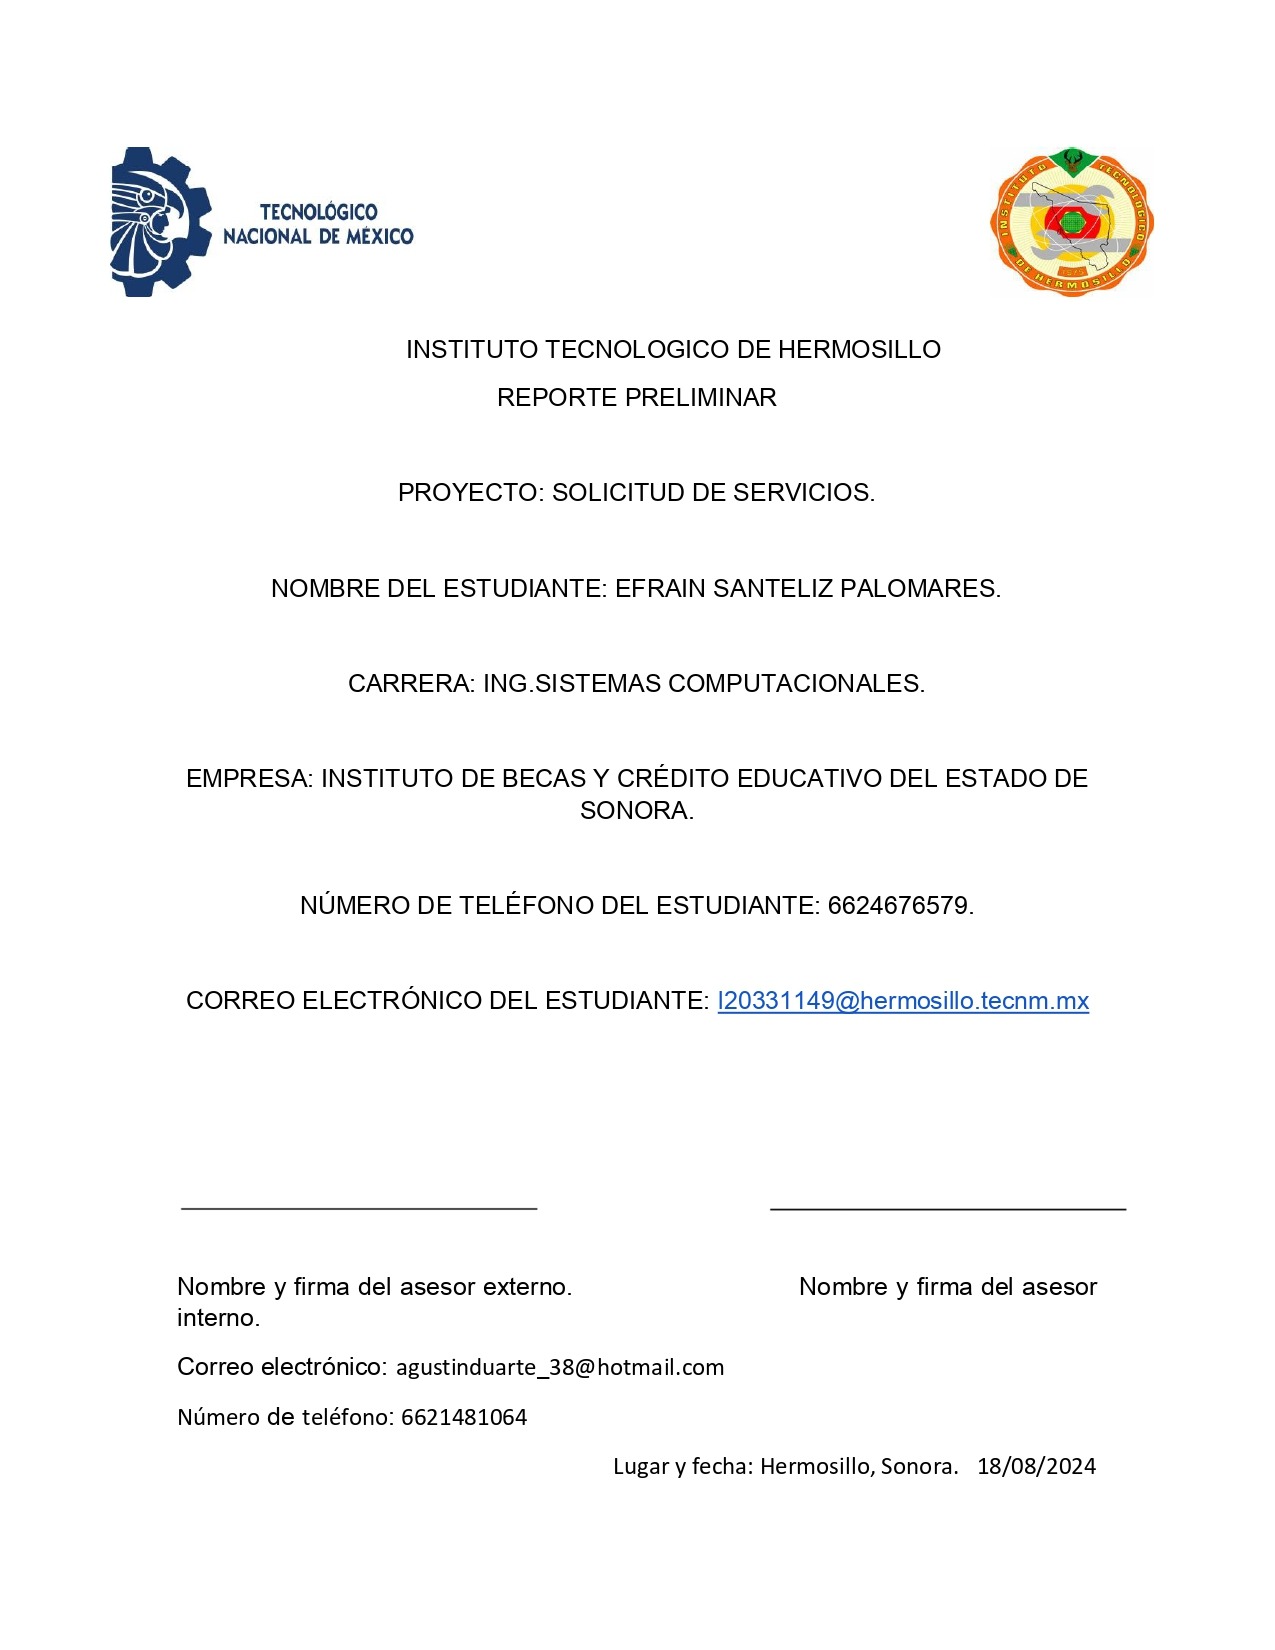 TECNOLÓGICO
NACIONAL DE MÉXICO
INSTITUTO TECNOLOGICO
DE HERMOSILLO
1975
INSTITUTO TECNOLOGICO DE HERMOSILLO
REPORTE PRELIMINAR
PROYECTO: SOLICITUD DE SERVICIOS.
NOMBRE DEL ESTUDIANTE: EFRAIN SANTELIZ PALOMARES.
CARRERA: ING.SISTEMAS COMPUTACIONALES.
EMPRESA: INSTITUTO DE BECAS Y CRÉDITO EDUCATIVO DEL ESTADO DE
SONORA.
NÚMERO DE TELÉFONO DEL ESTUDIANTE: 6624676579.
CORREO ELECTRÓNICO DEL ESTUDIANTE: l20331149@hermosillo.tecnm.mx
Nombre y firma del asesor externo. Nombre y firma del asesor
interno.
Correo electrónico: agustinduarte_38@hotmail.com
Número de teléfono: 6621481064
Lugar y fecha: Hermosillo, Sonora. 18/08/2024